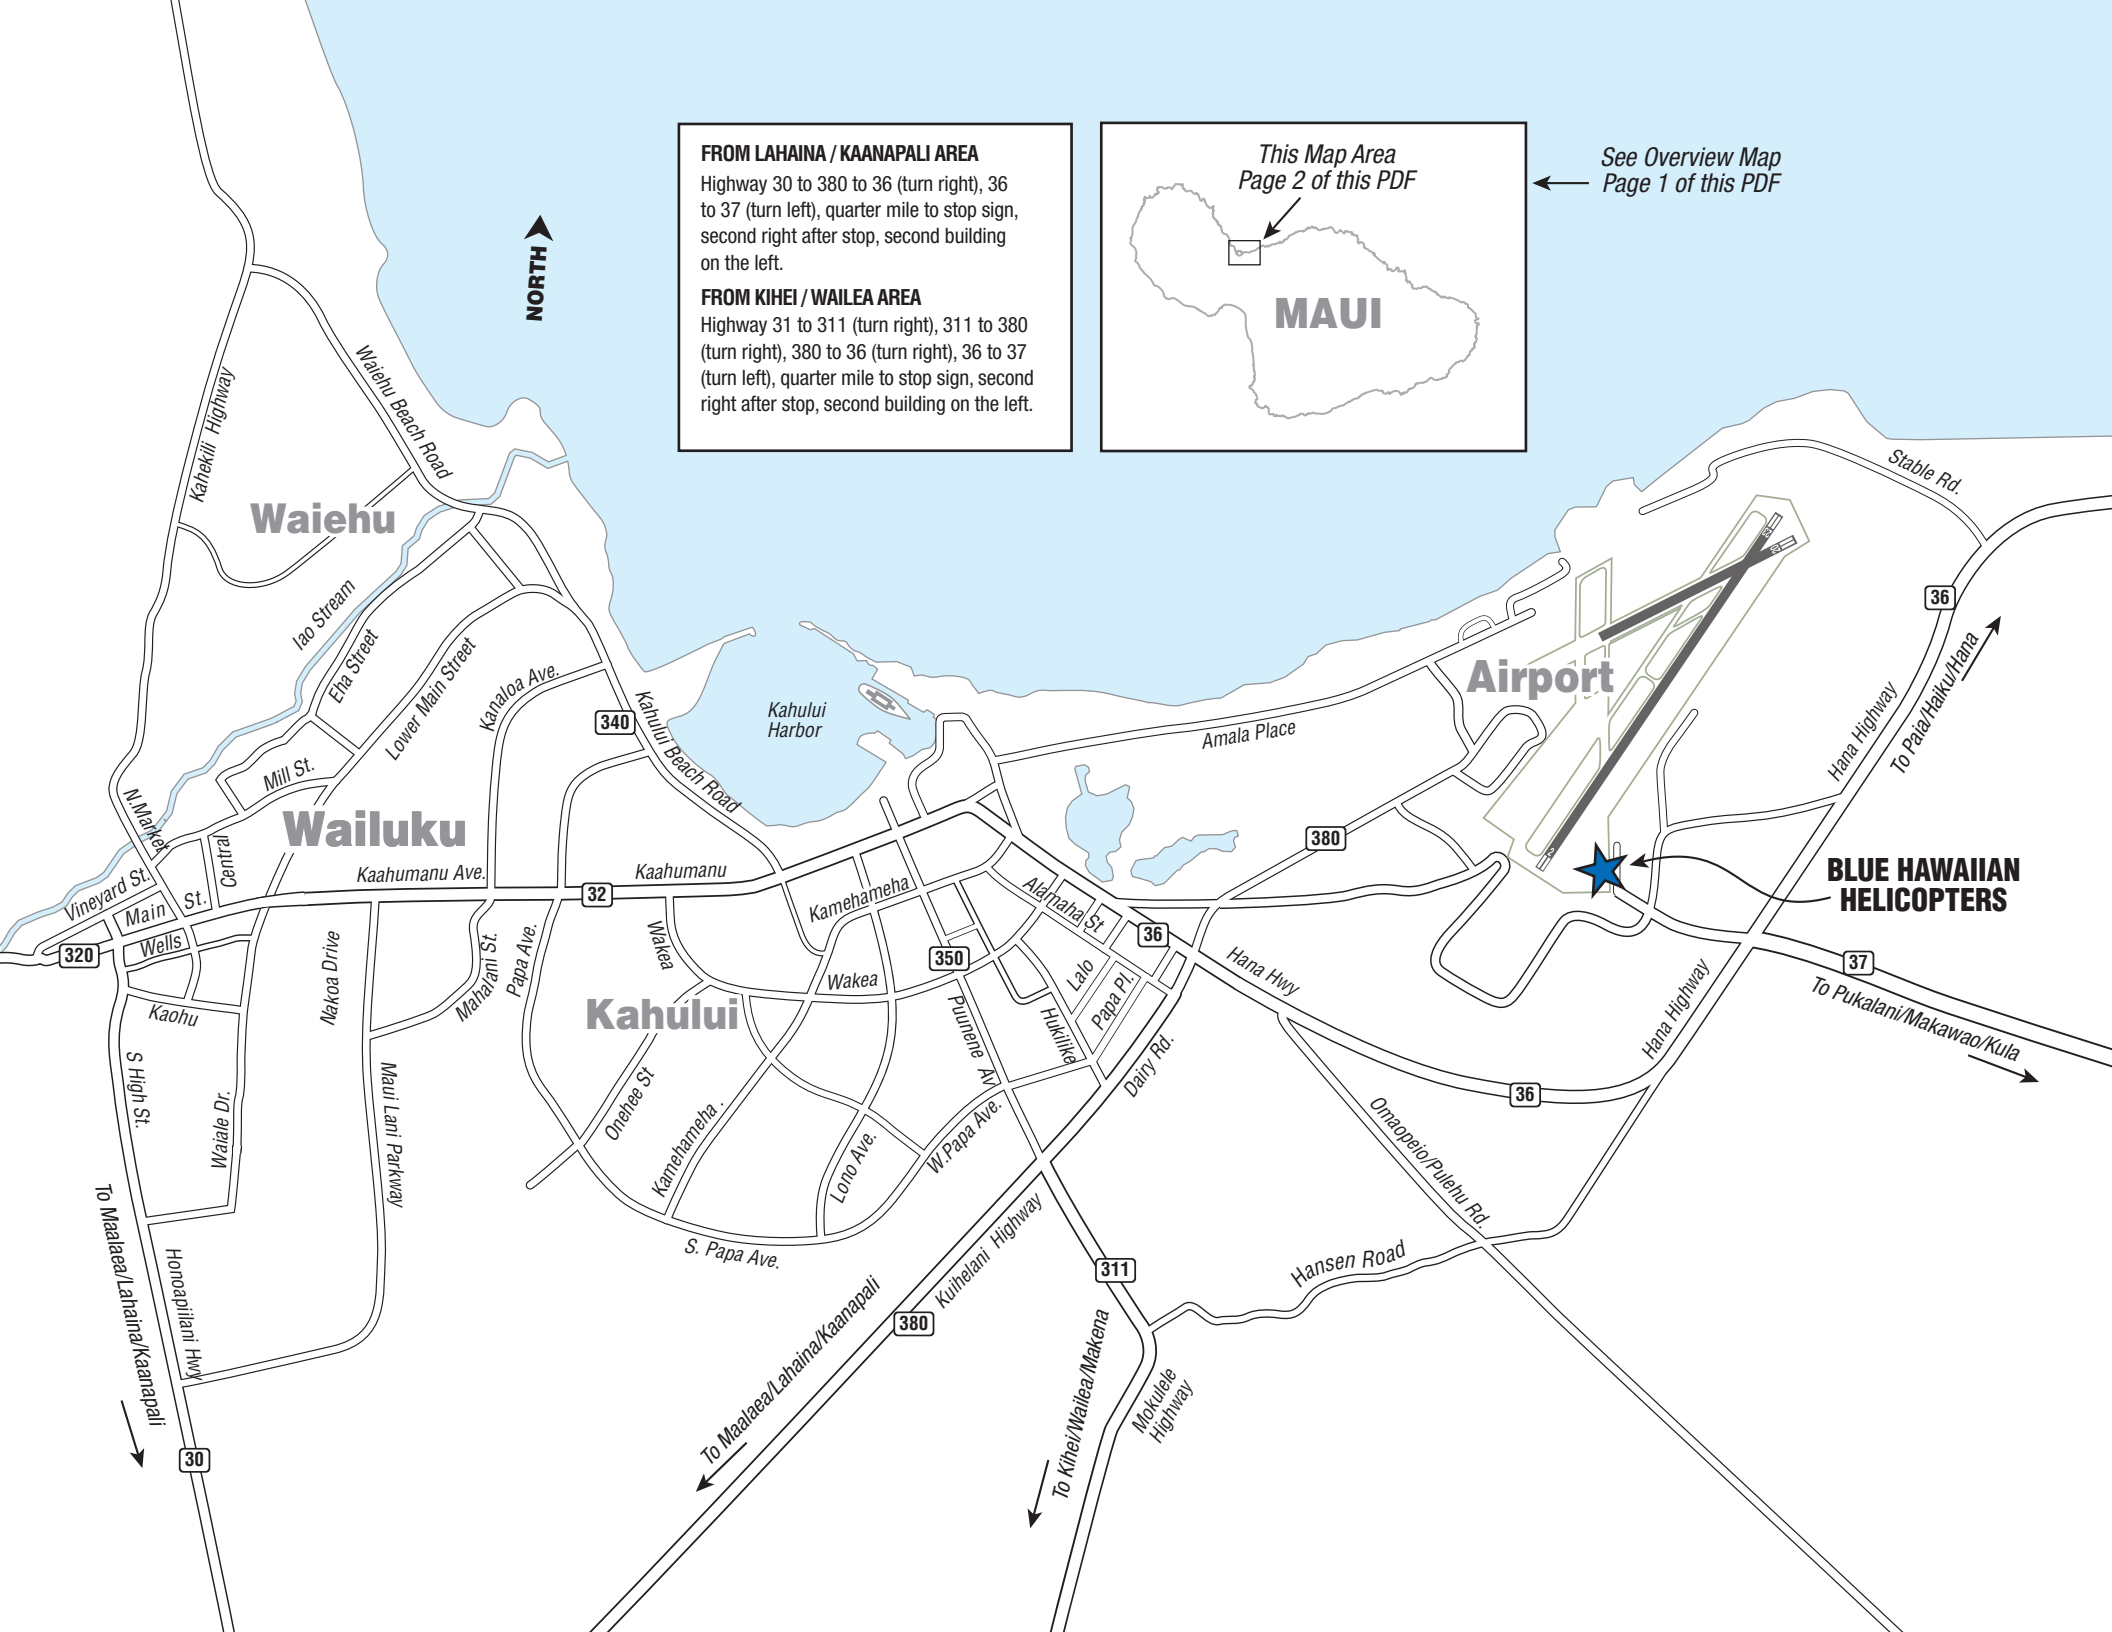 FROM LAHAINA / KAANAPALI AREA
Highway 30 to 380 to 36 (turn right), 36
to 37 (turn left), quarter mile to stop sign,
second right after stop, second building
on the left.
FROM KIHEI / WAILEA AREA
Highway 31 to 311 (turn right), 311 to 380
(turn right), 380 to 36 (turn right), 36 to 37
(turn left), quarter mile to stop sign, second
right after stop, second building on the left.
This Map Area
Page 2 of this PDF
MAUI
See Overview Map
Page 1 of this PDF
NORTH
Kahekili Highway
Waiehu Beach Road
Waiehu
Iao Stream
Eha Street
Lower Main Street
Kanaloa Ave.
340
Kahului Beach Road
Kahului
Harbor
Mill St.
Wailuku
N.Market
Central
Vineyard St.
Main St.
Wells
320
Kaahumanu Ave.
32
Kaahumanu
Kaohu
S High St.
Waiale Dr.
Nakoa Drive
Mahalani St.
Papa Ave.
Maui Lani Parkway
To Maalaea/Lahaina/Kaanapali
Honoapiilani Hwy
30
Wakea
Kahului
Kamehameha
Wakea
350
Puunene Av
Alamaha St
Lalo
Papa Pl.
Hukilike
Dairy Rd.
36
Hana Hwy
Onehee St
Kamehameha .
Lono Ave.
W.Papa Ave.
S. Papa Ave.
Kuihelani Highway
380
To Maalaea/Lahaina/Kaanapali
311
To Kihei/Wailea/Makena
Mokulele
Highway
Hansen Road
Omaopeio/Pulehu Rd.
36
Hana Highway
Amala Place
380
Airport
2
Stable Rd.
36
Hana Highway
To Paia/Haiku/Hana
BLUE HAWAIIAN
HELICOPTERS
37
To Pukalani/Makawao/Kula